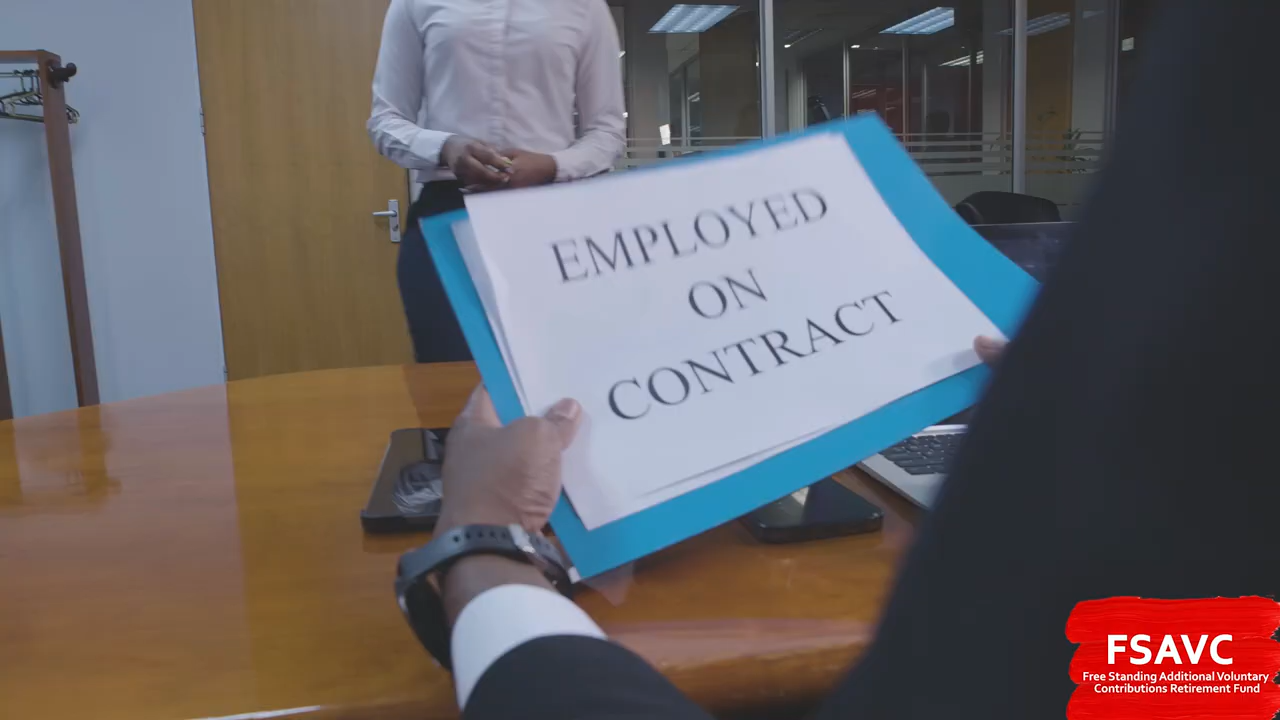 EMPLOYED
ON
CONTRACT
FSAVC
Free Standing Additional Voluntary
Contributions Retirement Fund